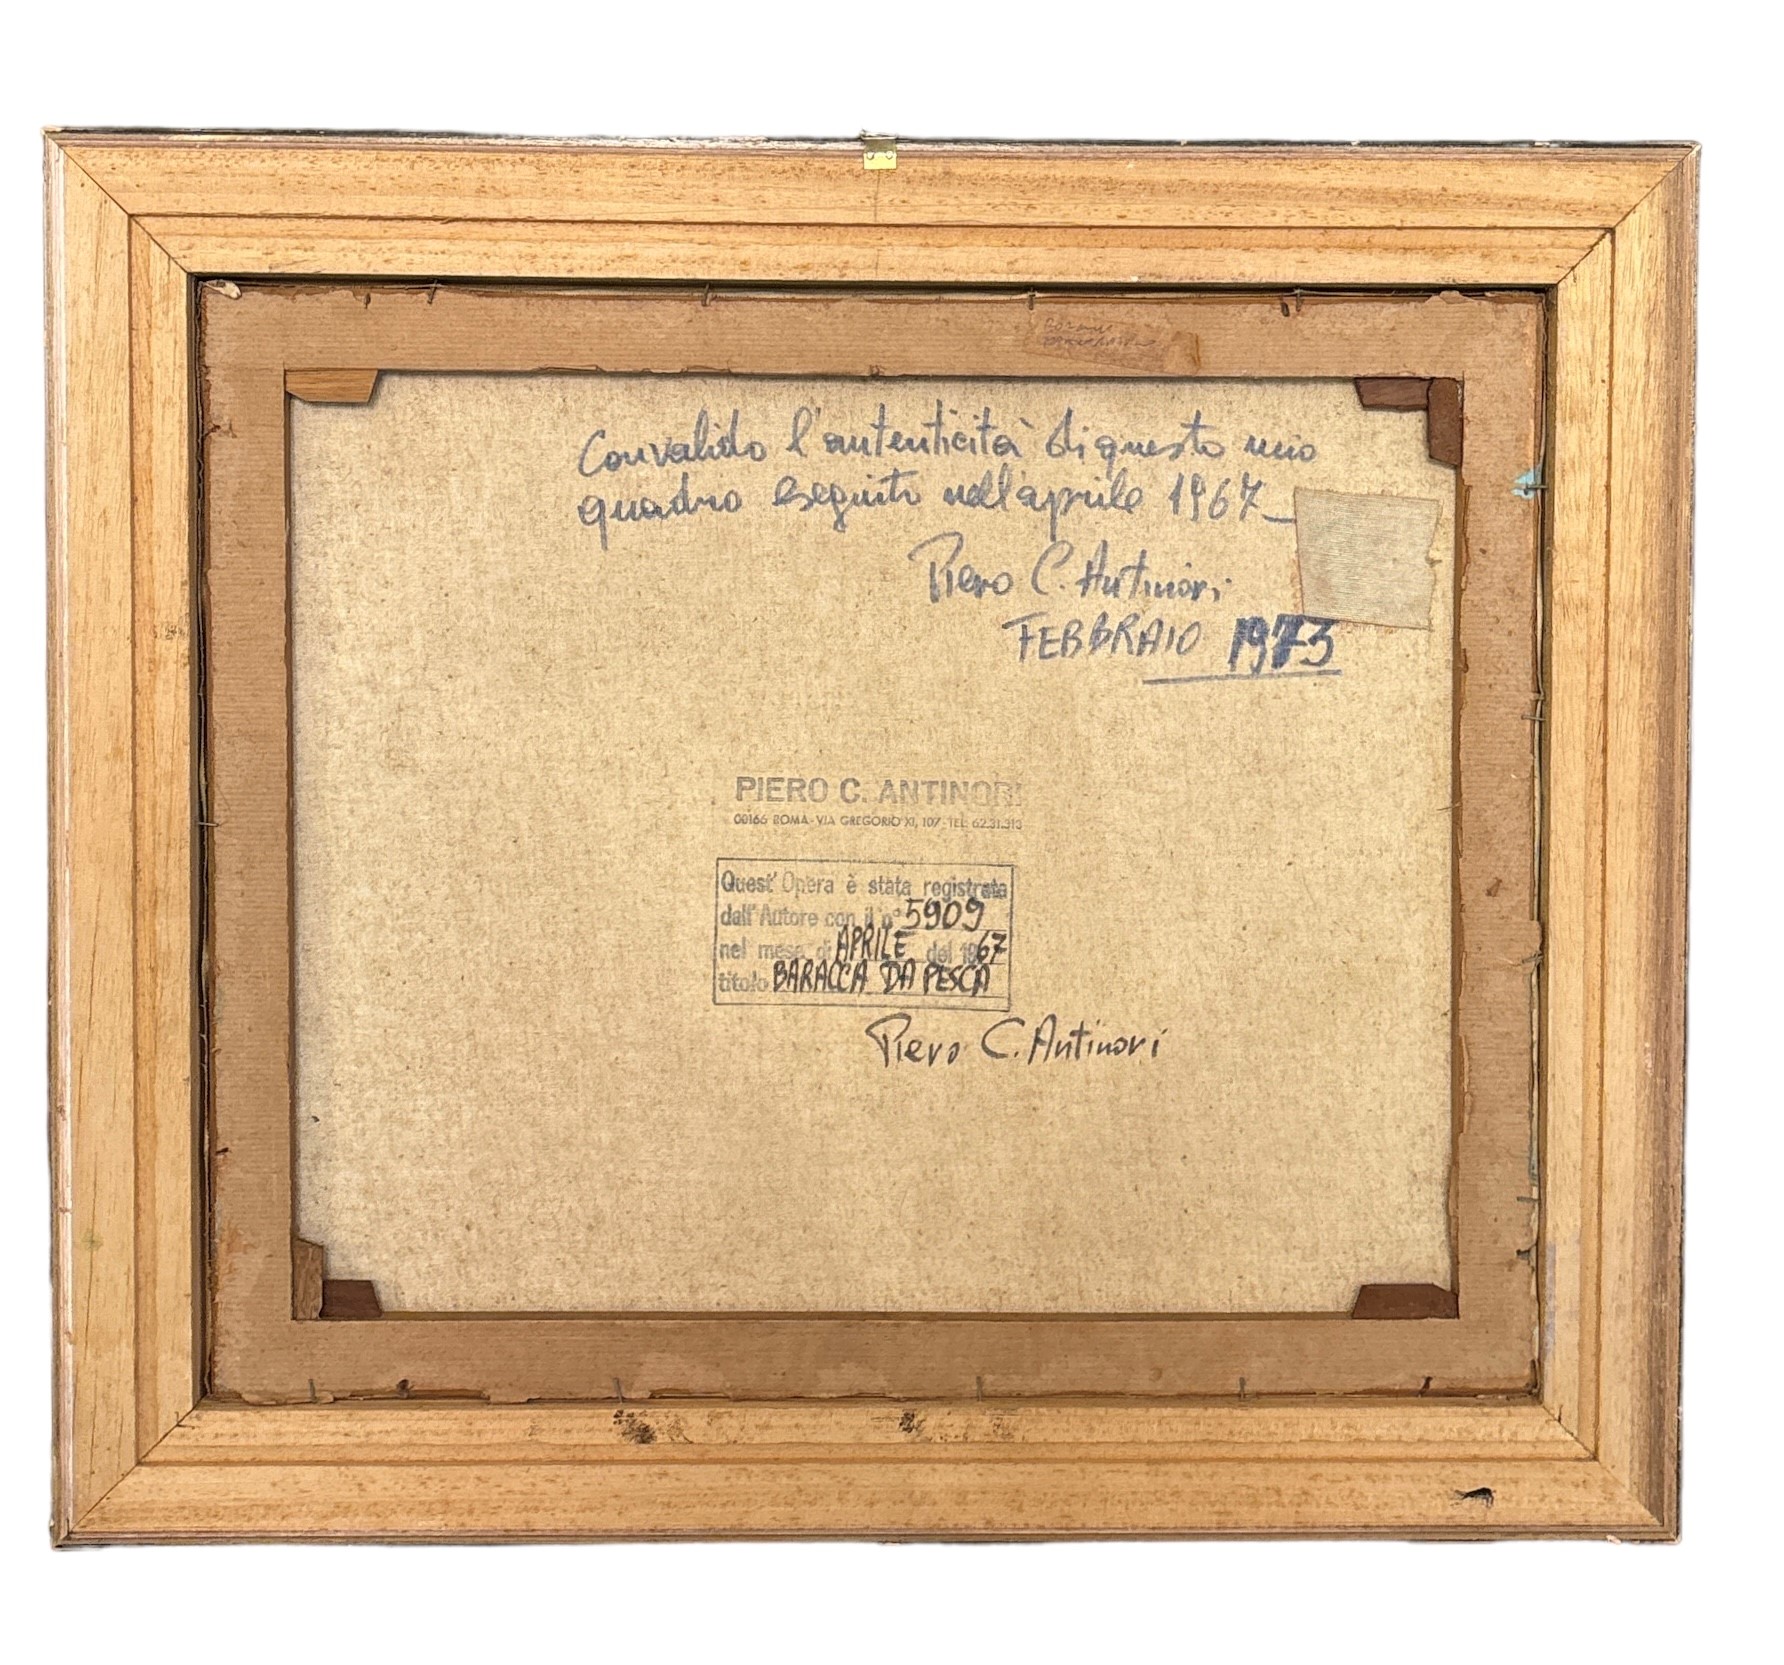 Convalido l'autenticità di questo mio
quadro eseguito nell'aprile 1967_
Piero C. Antinori
FEBBRAIO 1973
PIERO C. ANTINORI
00166 ROMA - VIA GREGORIO XI, 107 - TEL. 62.31.313
Quest' Opera è stata registrata
dall' Autore con il n° 5909
nel mese di APRILE del 1967
titolo BARACCA DA PESCA
Piero C. Antinori